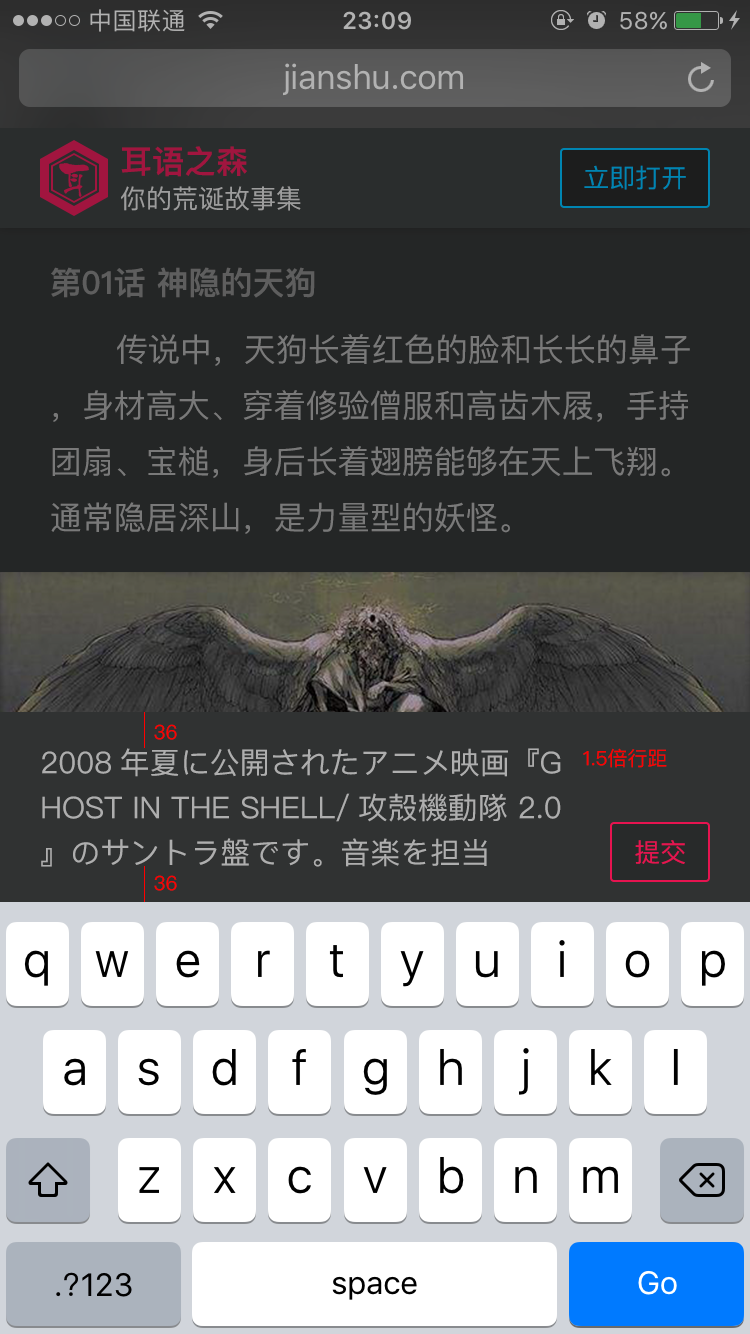 中国联通 23:09 58%
jianshu.com
耳语之森
你的荒诞故事集
立即打开
第01话 神隐的天狗
传说中，天狗长着红色的脸和长长的鼻子
，身材高大、穿着修验僧服和高齿木屐，手持
团扇、宝槌，身后长着翅膀能够在天上飞翔。
通常隐居深山，是力量型的妖怪。
36
2008 年夏に公開されたアニメ映画『G
1.5倍行距
HOST IN THE SHELL/ 攻殻機動隊 2.0
』のサントラ盤です。音楽を担当
提交
36
q w e r t y u i o p
a s d f g h j k l
z x c v b n m
.?123 space Go